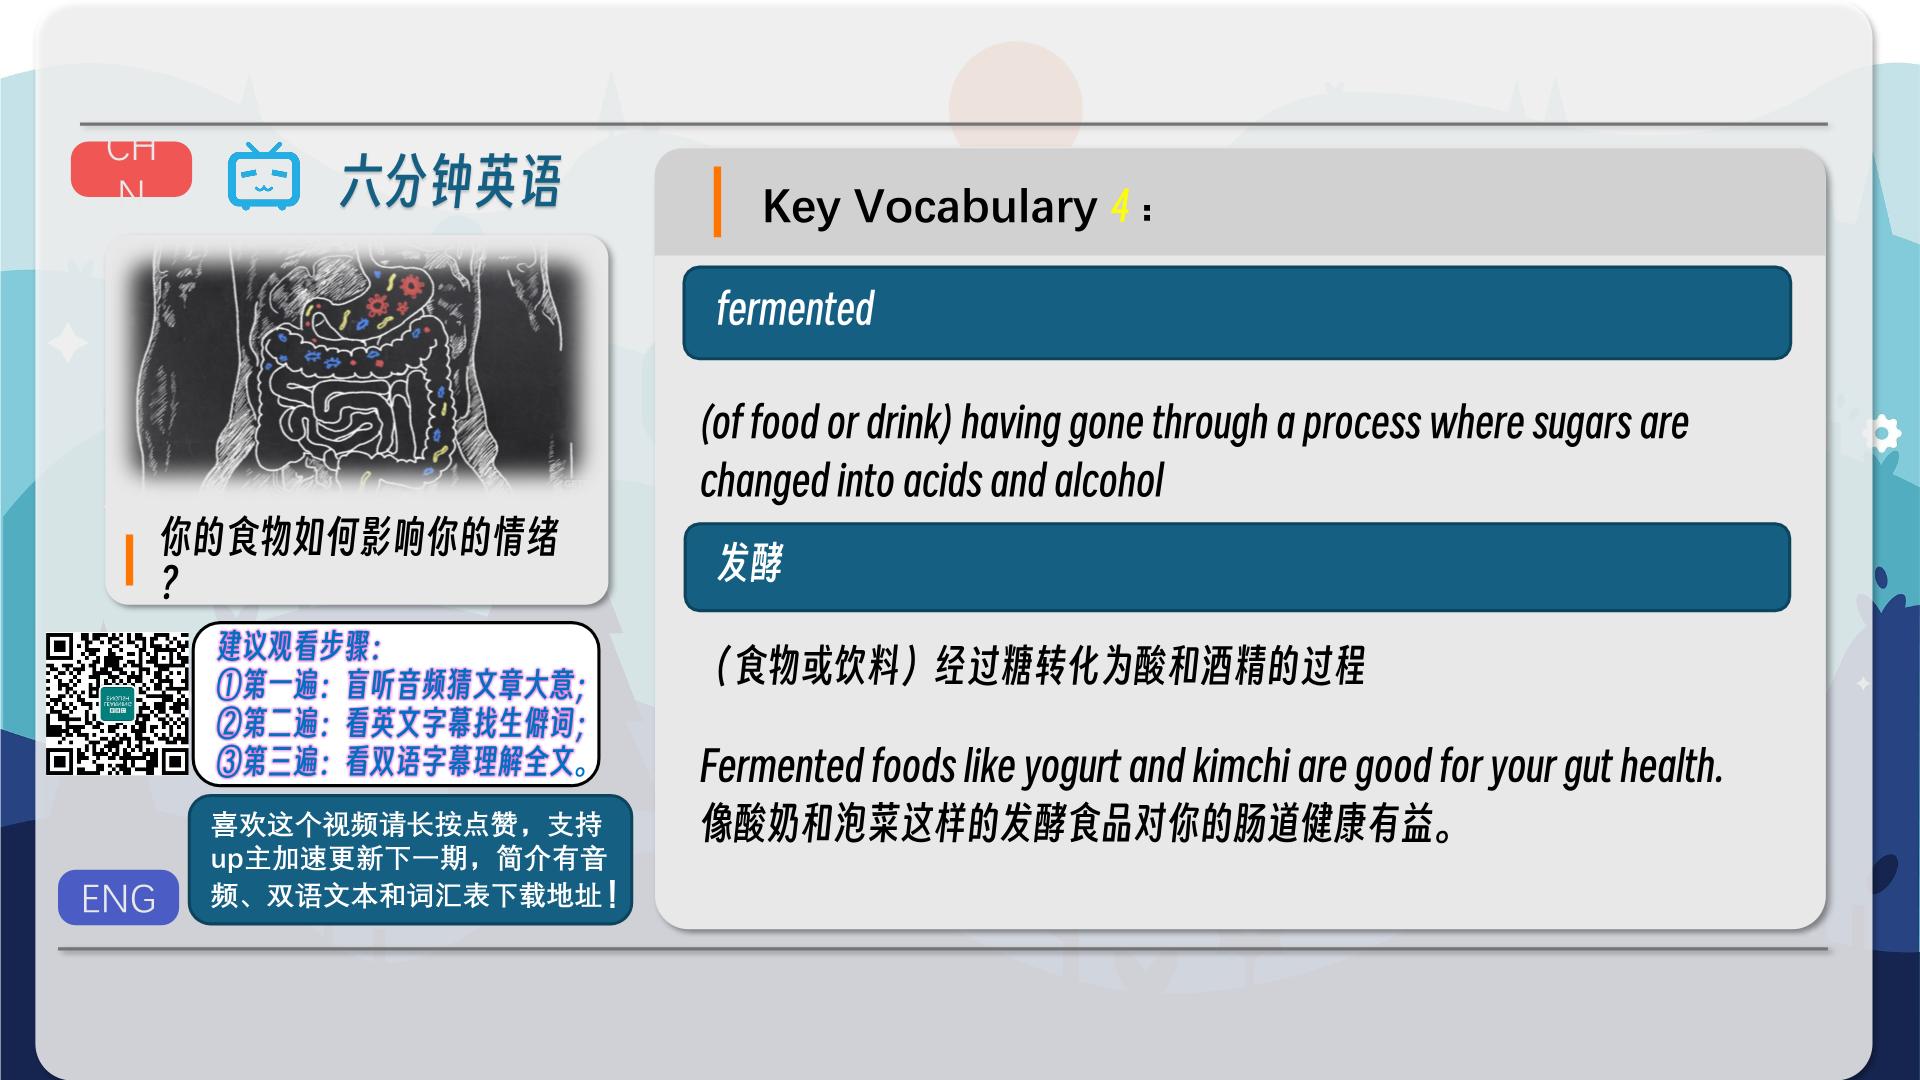 CH
N
六分钟英语
你的食物如何影响你的情绪
?
建议观看步骤：
①第一遍：盲听音频猜文章大意；
②第二遍：看英文字幕找生僻词；
③第三遍：看双语字幕理解全文。
喜欢这个视频请长按点赞，支持
up主加速更新下一期，简介有音
频、双语文本和词汇表下载地址！
ENG
Key Vocabulary 4：
fermented
(of food or drink) having gone through a process where sugars are
changed into acids and alcohol
发酵
（食物或饮料）经过糖转化为酸和酒精的过程
Fermented foods like yogurt and kimchi are good for your gut health.
像酸奶和泡菜这样的发酵食品对你的肠道健康有益。